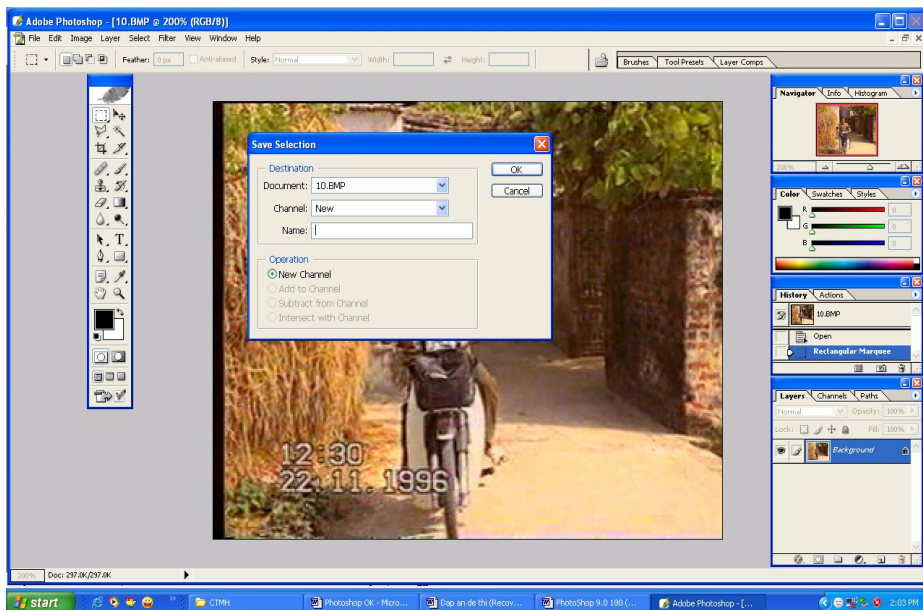 Adobe Photoshop - [10.BMP @ 200% (RGB/8)]
File Edit Image Layer Select Filter View Window Help
Feather: 0 px Anti-aliased Style: Normal Width: Height: Brushes Tool Presets Layer Comps
Navigator Info Histogram
200%
Save Selection
Destination
Document: 10.BMP
Channel: New
Name:
OK
Cancel
Operation
New Channel
Add to Channel
Subtract from Channel
Intersect with Channel
Color Swatches Styles
R 0
G 0
B 0
History Actions
10.BMP
Open
Rectangular Marquee
Layers Channels Paths
Normal Opacity: 100%
Lock: Fill: 100%
Background
12:30
22.11.1996
200% Doc: 297.0K/297.0K
start CTMH Photoshop OK - Micro... Dap an de thi (Recov... PhotoShop 9.0 180 (... Adobe Photoshop - [... 2:03 PM